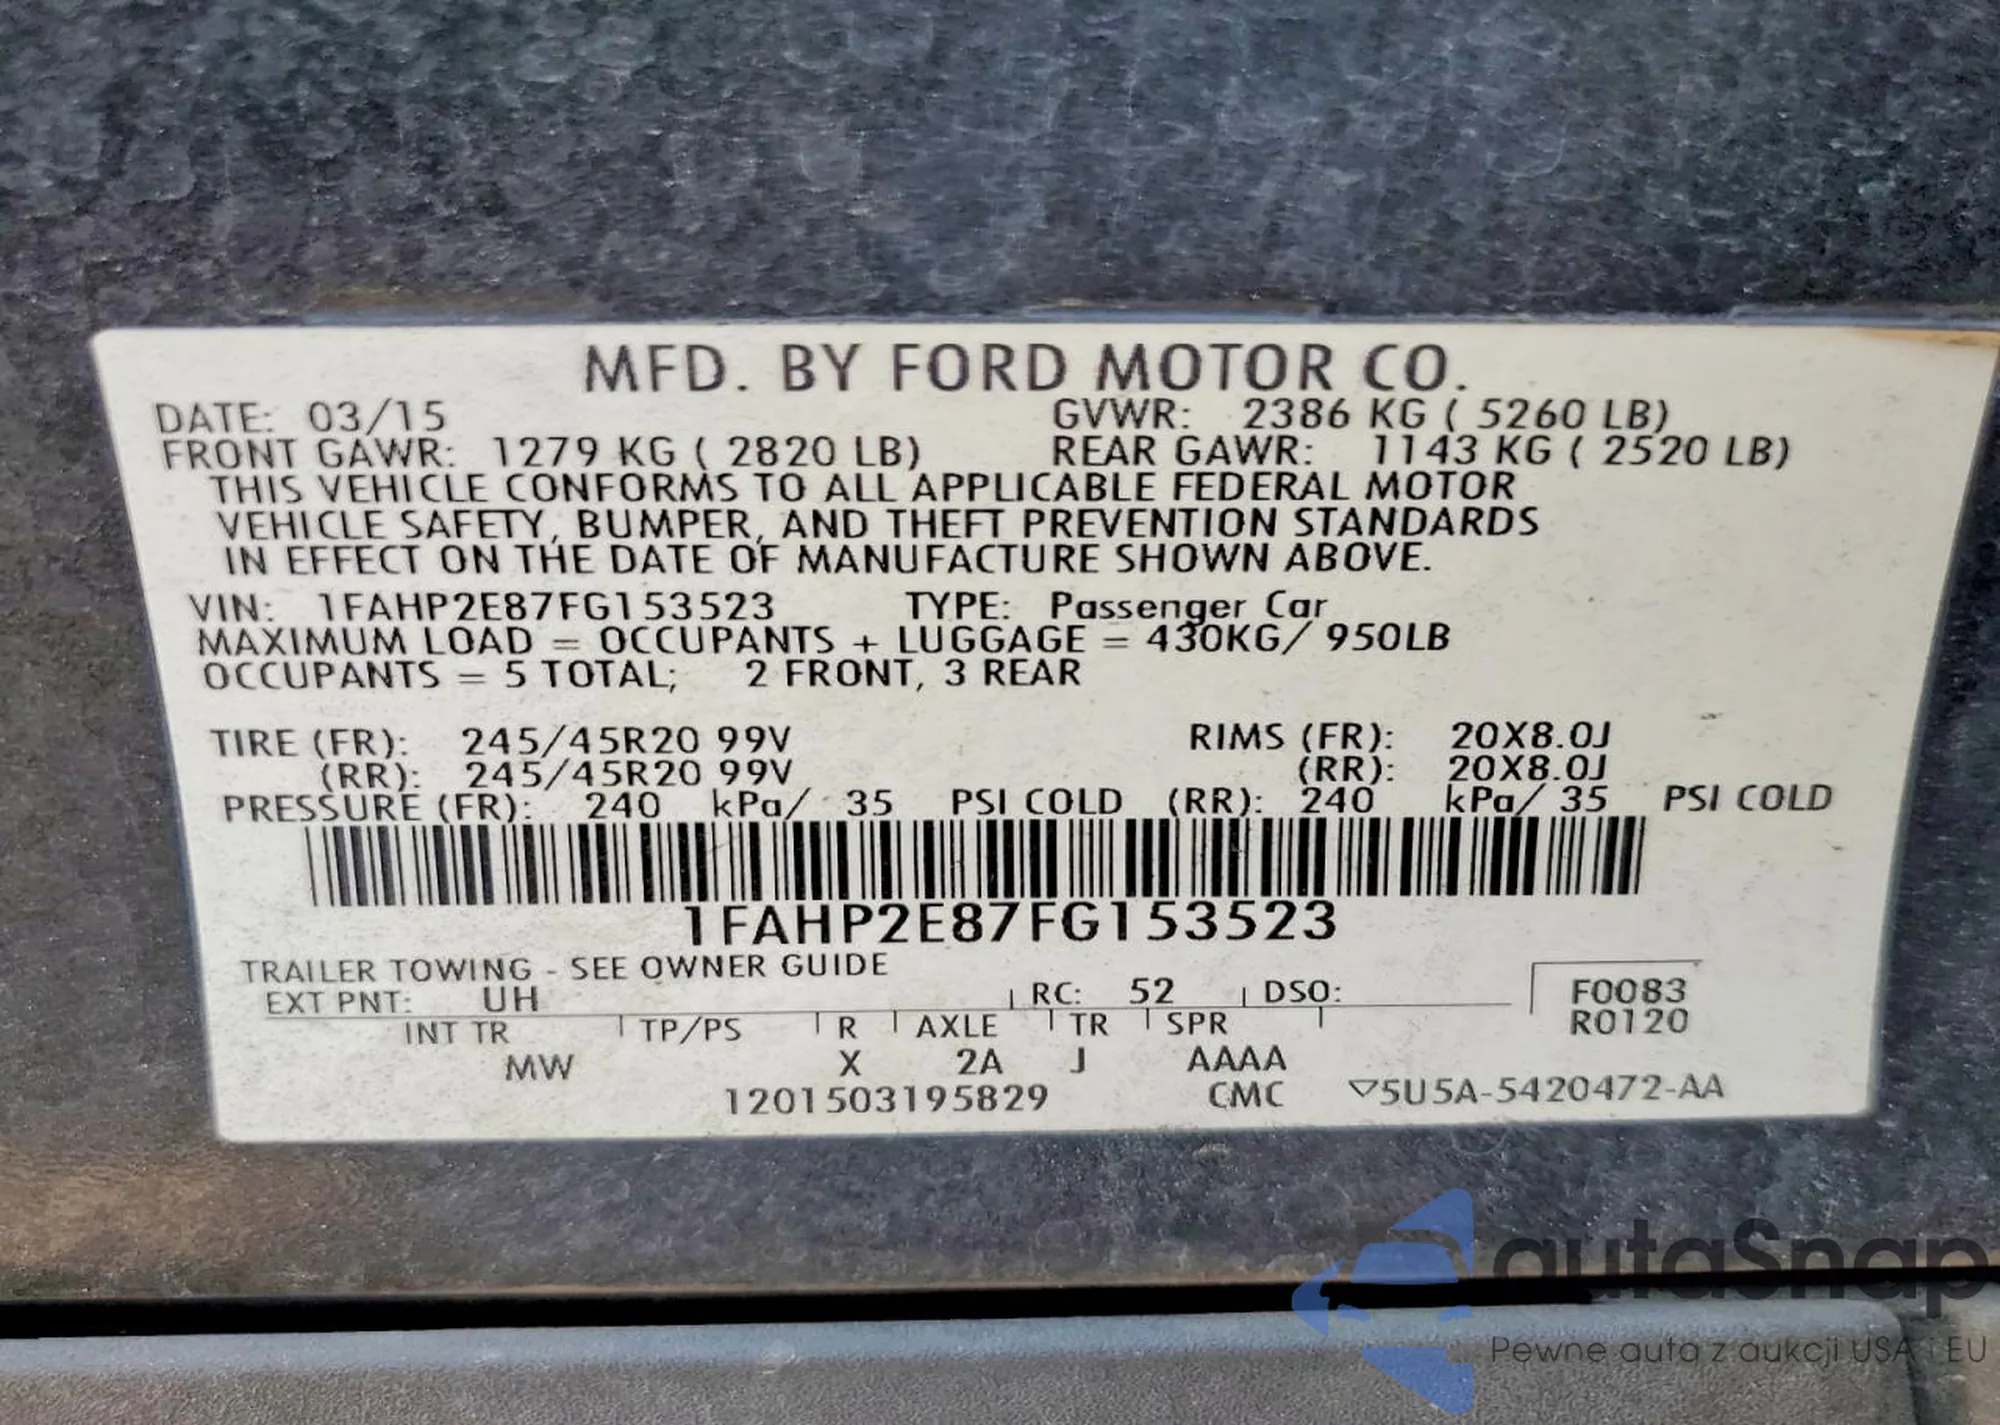 MFD. BY FORD MOTOR CO.
DATE: 03/15 GVWR: 2386 KG ( 5260 LB)
FRONT GAWR: 1279 KG ( 2820 LB) REAR GAWR: 1143 KG ( 2520 LB)
THIS VEHICLE CONFORMS TO ALL APPLICABLE FEDERAL MOTOR
VEHICLE SAFETY, BUMPER, AND THEFT PREVENTION STANDARDS
IN EFFECT ON THE DATE OF MANUFACTURE SHOWN ABOVE.
VIN: 1FAHP2E87FG153523 TYPE: Passenger Car
MAXIMUM LOAD = OCCUPANTS + LUGGAGE = 430KG/ 950LB
OCCUPANTS = 5 TOTAL; 2 FRONT, 3 REAR
TIRE (FR): 245/45R20 99V RIMS (FR): 20X8.0J
(RR): 245/45R20 99V (RR): 20X8.0J
PRESSURE (FR): 240 kPa/ 35 PSI COLD (RR): 240 kPa/ 35 PSI COLD
1FAHP2E87FG153523
TRAILER TOWING - SEE OWNER GUIDE
EXT PNT: UH RC: 52 DSO: F0083
INT TR TP/PS R AXLE TR SPR R0120
MW X 2A J AAAA
1201503195829 CMC ▽5U5A-5420472-AA
autaSnap
Pewne auta z aukcji USA i EU